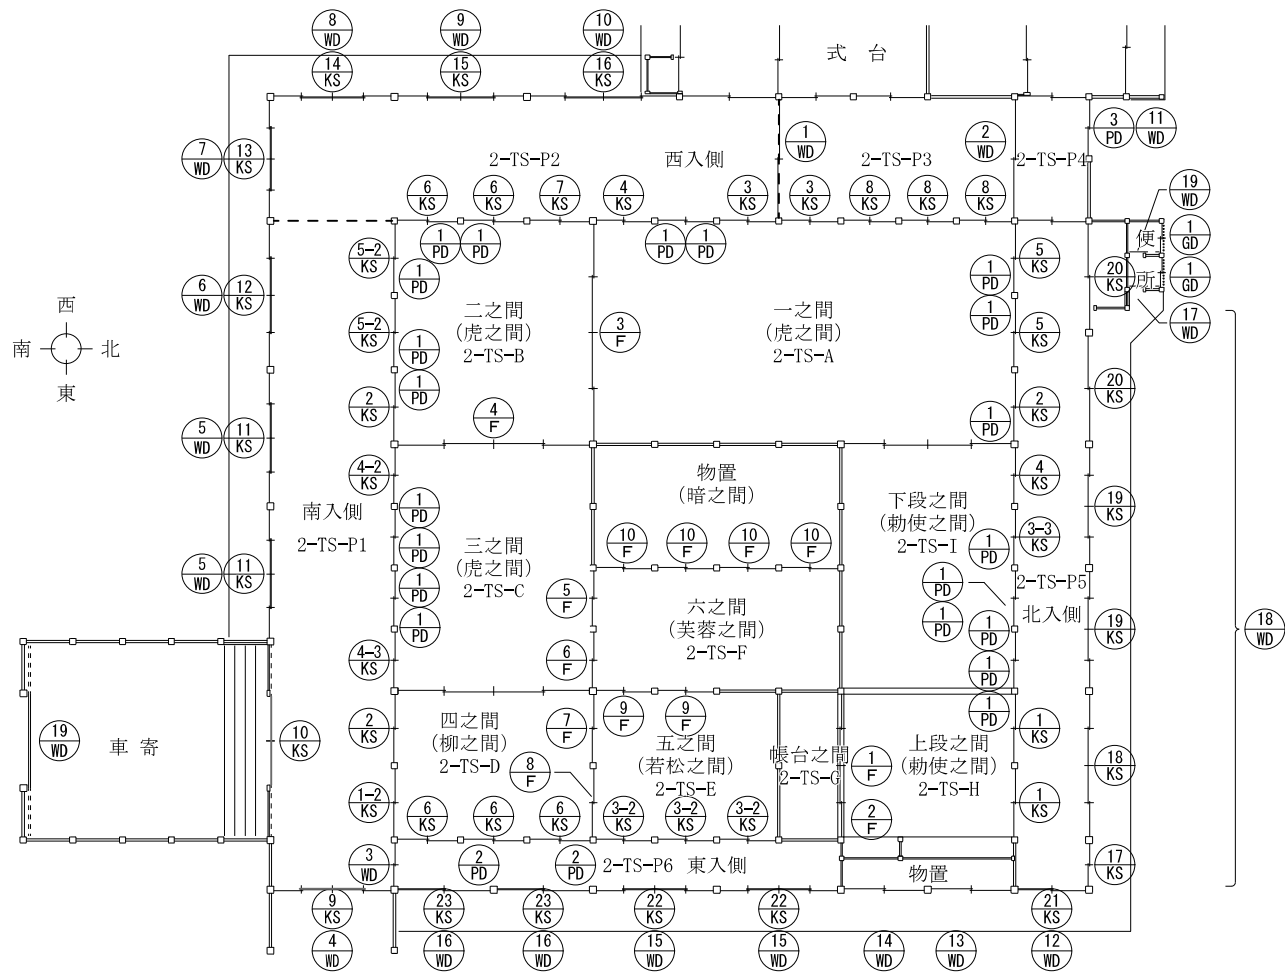 8
WD
9
WD
10
WD
式 台
14
KS
15
KS
16
KS
7
WD
13
KS
2-TS-P2
西入側
1
WD
2-TS-P3
2
WD
2-TS-P4
3
PD
11
WD
6
KS
6
KS
7
KS
4
KS
3
KS
3
KS
8
KS
8
KS
8
KS
19
WD
1
PD
1
PD
1
PD
1
PD
便
所
1
GD
1
GD
5-2
KS
1
PD
1
PD
5
KS
20
KS
6
WD
12
KS
二之間
(虎之間)
2-TS-B
一之間
(虎之間)
2-TS-A
1
PD
17
WD
西
南
北
東
5-2
KS
1
PD
3
F
5
KS
1
PD
2
KS
4
F
1
PD
2
KS
20
KS
5
WD
11
KS
4-2
KS
物置
(暗之間)
下段之間
(勅使之間)
2-TS-I
4
KS
19
KS
南入側
2-TS-P1
1
PD
1
PD
1
PD
1
PD
三之間
(虎之間)
2-TS-C
10
F
10
F
10
F
10
F
1
PD
3-3
KS
5
WD
11
KS
5
F
六之間
(芙蓉之間)
2-TS-F
1
PD
1
PD
2-TS-P5
北入側
1
PD
19
KS
18
WD
4-3
KS
6
F
1
PD
1
PD
19
WD
車 寄
10
KS
2
KS
四之間
(柳之間)
2-TS-D
7
F
9
F
9
F
五之間
(若松之間)
2-TS-E
帳台之間
2-TS-G
上段之間
(勅使之間)
2-TS-H
1
KS
8
F
1
F
18
KS
1-2
KS
6
KS
6
KS
6
KS
3-2
KS
3-2
KS
3-2
KS
2
F
1
KS
3
WD
2
PD
2
PD
2-TS-P6 東入側
物置
17
KS
9
KS
23
KS
23
KS
22
KS
22
KS
21
KS
4
WD
16
WD
16
WD
15
WD
15
WD
14
WD
13
WD
12
WD